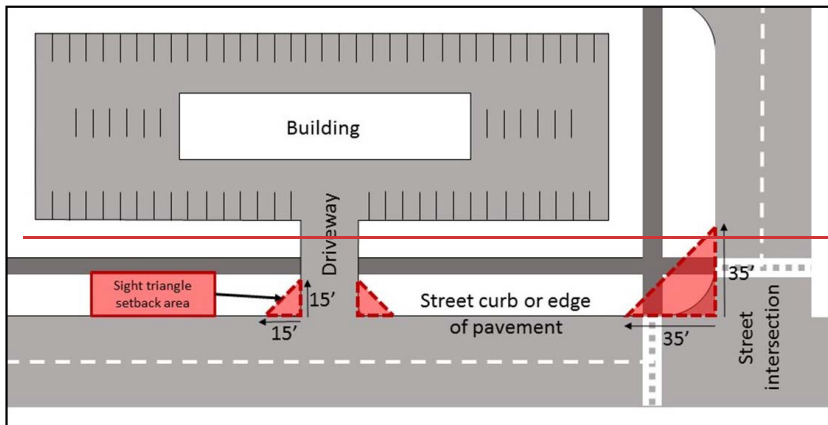 Building
Driveway
Sight triangle
setback area
15’
15’
Street curb or edge
of pavement
35’
35’
Street
intersection